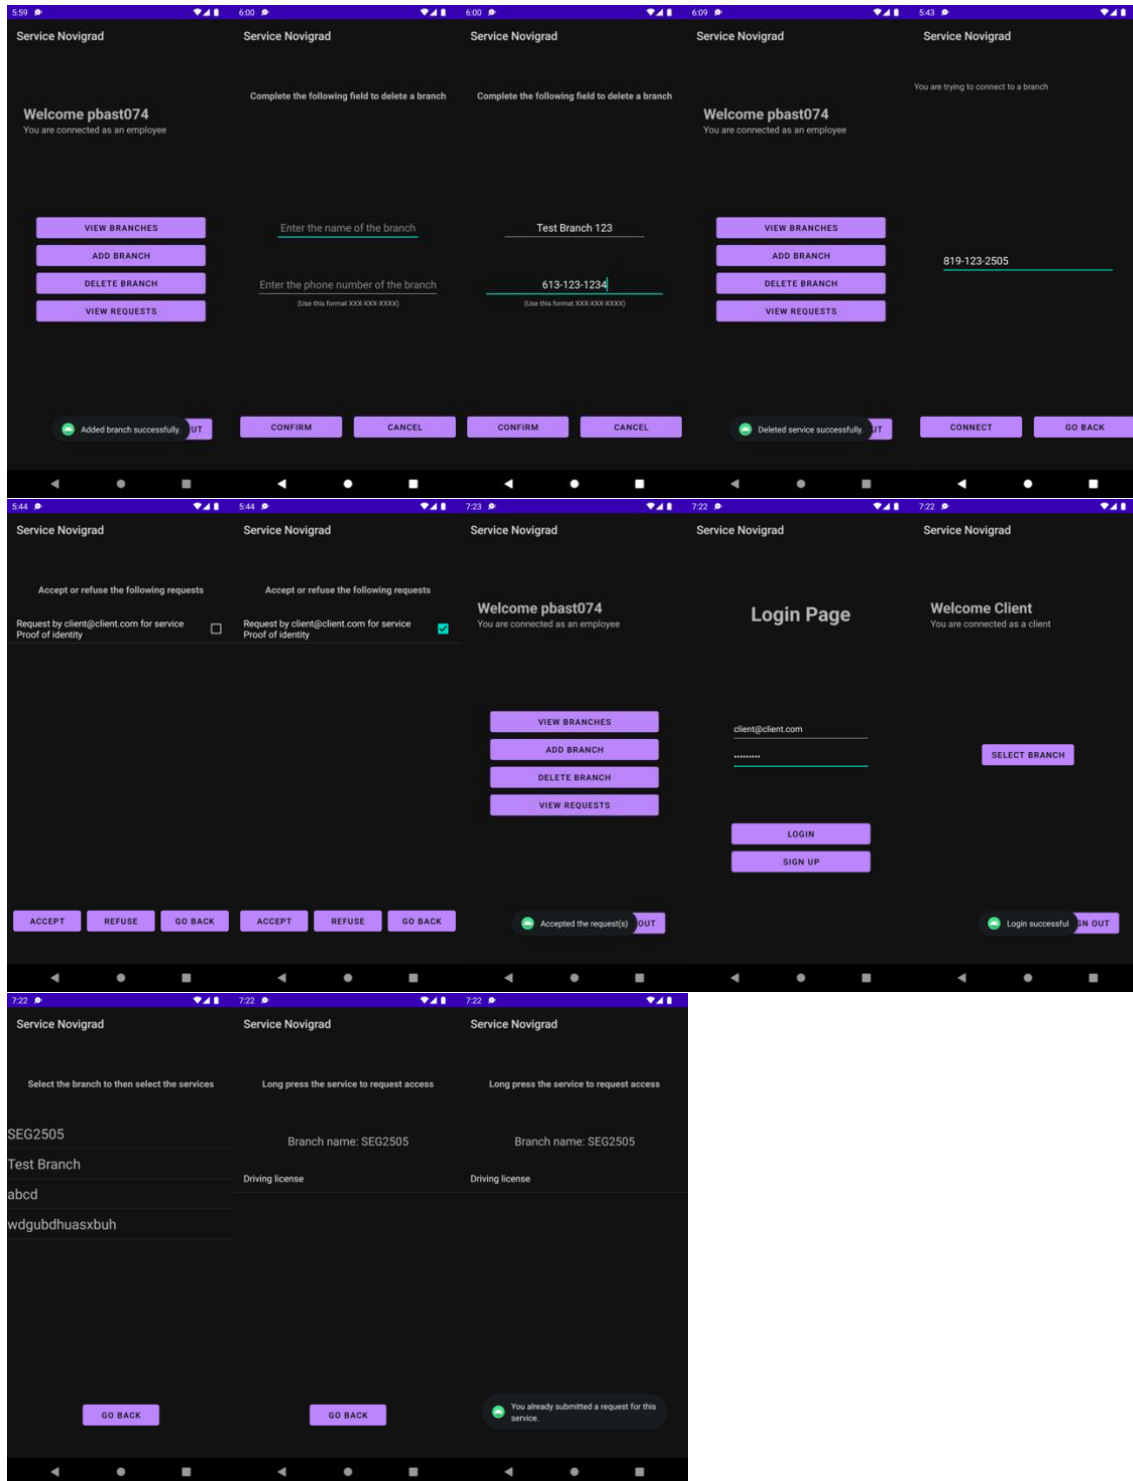 5:59
Service Novigrad
Welcome pbast074
You are connected as an employee
VIEW BRANCHES
ADD BRANCH
DELETE BRANCH
VIEW REQUESTS
Added branch successfully.
UT
6:00
Service Novigrad
Complete the following field to delete a branch
Enter the name of the branch
Enter the phone number of the branch
(Use this format XXX-XXX-XXXX)
CONFIRM CANCEL
6:00
Service Novigrad
Complete the following field to delete a branch
Test Branch 123
613-123-1234
(Use this format XXX-XXX-XXXX)
CONFIRM CANCEL
6:09
Service Novigrad
Welcome pbast074
You are connected as an employee
VIEW BRANCHES
ADD BRANCH
DELETE BRANCH
VIEW REQUESTS
Deleted service successfully.
UT
5:43
Service Novigrad
You are trying to connect to a branch
819-123-2505
CONNECT GO BACK
5:44
Service Novigrad
Accept or refuse the following requests
Request by client@client.com for service
Proof of identity
ACCEPT REFUSE GO BACK
5:44
Service Novigrad
Accept or refuse the following requests
Request by client@client.com for service
Proof of identity
ACCEPT REFUSE GO BACK
7:23
Service Novigrad
Welcome pbast074
You are connected as an employee
VIEW BRANCHES
ADD BRANCH
DELETE BRANCH
VIEW REQUESTS
Accepted the request(s)
OUT
7:22
Service Novigrad
Login Page
client@client.com
LOGIN
SIGN UP
7:22
Service Novigrad
Welcome Client
You are connected as a client
SELECT BRANCH
Login successful
GN OUT
7:22
Service Novigrad
Select the branch to then select the services
SEG2505
Test Branch
abcd
wdgubdhuasxbuh
GO BACK
7:22
Service Novigrad
Long press the service to request access
Branch name: SEG2505
Driving license
GO BACK
7:22
Service Novigrad
Long press the service to request access
Branch name: SEG2505
Driving license
You already submitted a request for this
service.